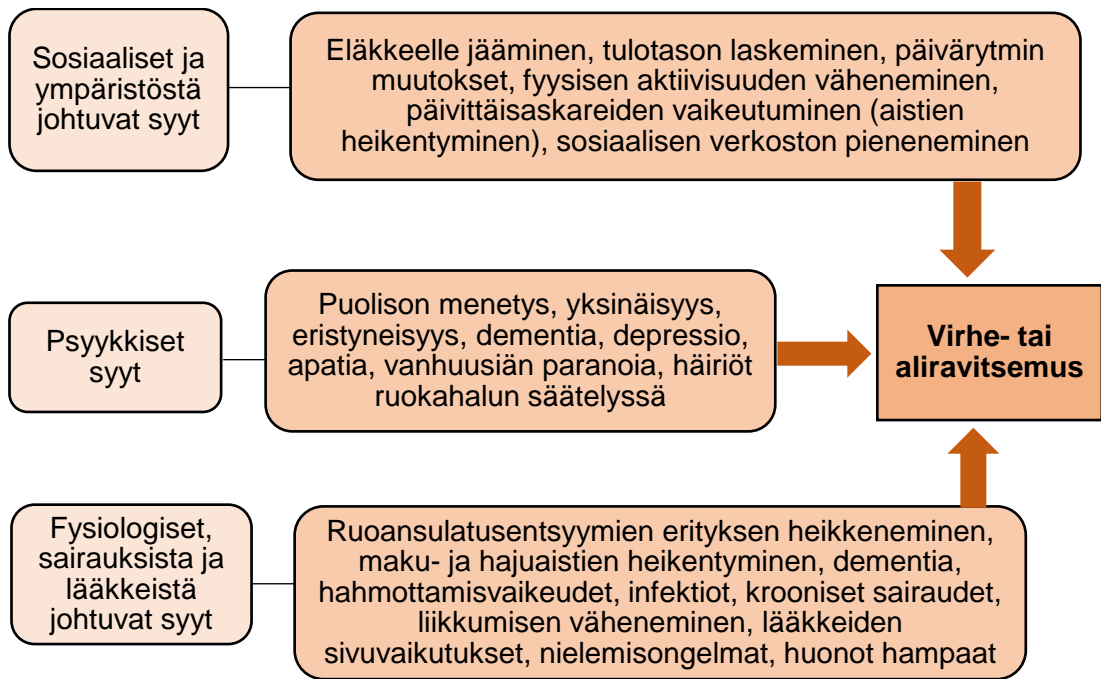 Sosiaaliset ja
ympäristöstä
johtuvat syyt
Eläkkeelle jääminen, tulotason laskeminen, päivärytmin
muutokset, fyysisen aktiivisuuden väheneminen,
päivittäisaskareiden vaikeutuminen (aistien
heikentyminen), sosiaalisen verkoston pieneneminen
Psyykkiset
syyt
Puolison menetys, yksinäisyys,
eristyneisyys, dementia, depressio,
apatia, vanhuusiän paranoia, häiriöt
ruokahalun säätelyssä
Virhe- tai
aliravitsemus
Fysiologiset,
sairauksista ja
lääkkeistä
johtuvat syyt
Ruoansulatusentsyymien erityksen heikkeneminen,
maku- ja hajuaistien heikentyminen, dementia,
hahmottamisvaikeudet, infektiot, krooniset sairaudet,
liikkumisen väheneminen, lääkkeiden
sivuvaikutukset, nielemisongelmat, huonot hampaat